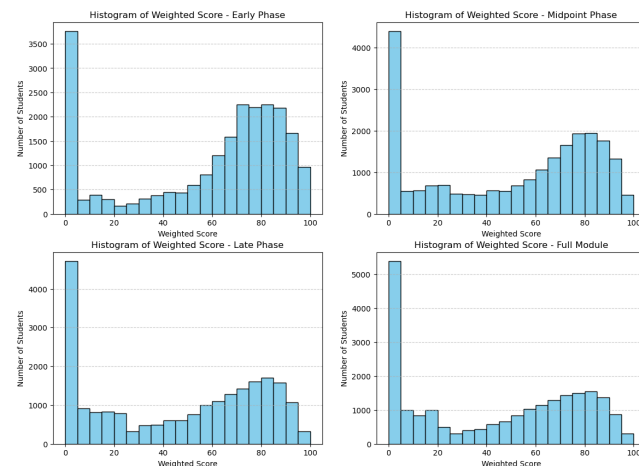 Histogram of Weighted Score - Early Phase
Number of Students
3500
3000
2500
2000
1500
1000
500
0
0 20 40 60 80 100
Weighted Score
Histogram of Weighted Score - Midpoint Phase
Number of Students
4000
3000
2000
1000
0
0 20 40 60 80 100
Weighted Score
Histogram of Weighted Score - Late Phase
Number of Students
4000
3000
2000
1000
0
0 20 40 60 80 100
Weighted Score
Histogram of Weighted Score - Full Module
Number of Students
5000
4000
3000
2000
1000
0
0 20 40 60 80 100
Weighted Score